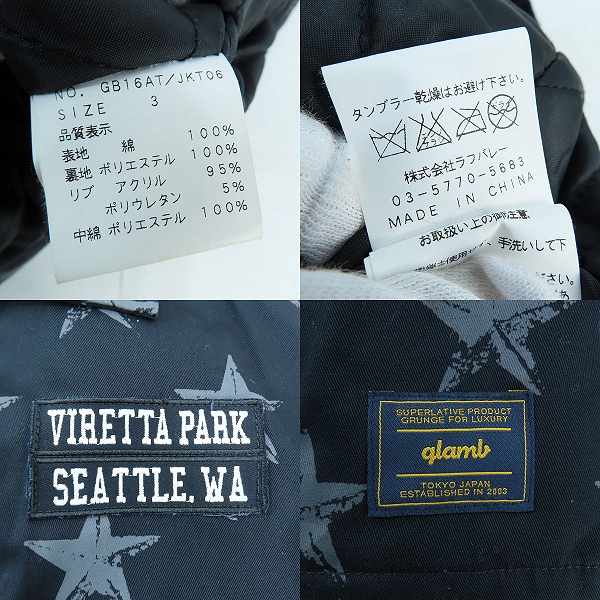 NO. GB16AT/JKT06
SIZE 3
品質表示
表地 綿 100%
裏地 ポリエステル 100%
リブ アクリル 95%
ポリウレタン 5%
中綿 ポリエステル 100%
タンブラー乾燥はお避け下さい。
株式会社ラフバレー
03-5770-5683
MADE IN CHINA
お取扱い上の御注意
手洗いして下
ください。
VIRETTA PARK
SEATTLE, WA
SUPERLATIVE PRODUCT
GRUNGE FOR LUXURY
glamb
TOKYO JAPAN
ESTABLISHED IN 2003